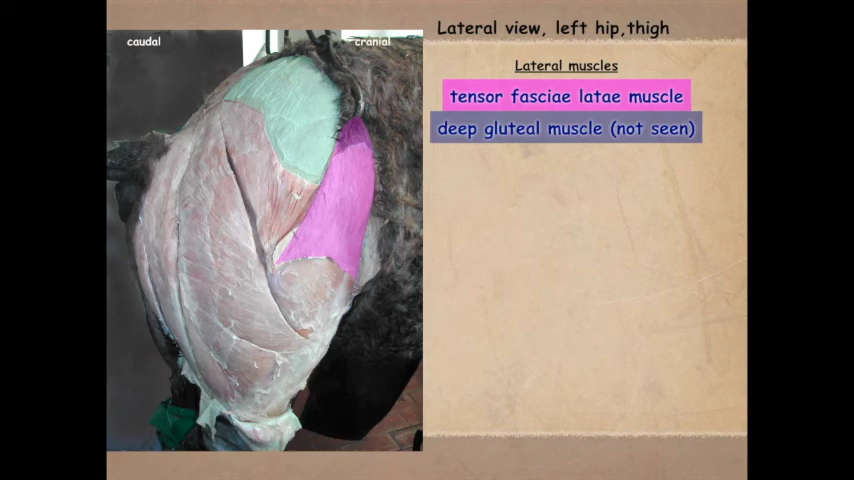 Lateral view, left hip,thigh
caudal
cranial
Lateral muscles
tensor fasciae latae muscle
deep gluteal muscle (not seen)